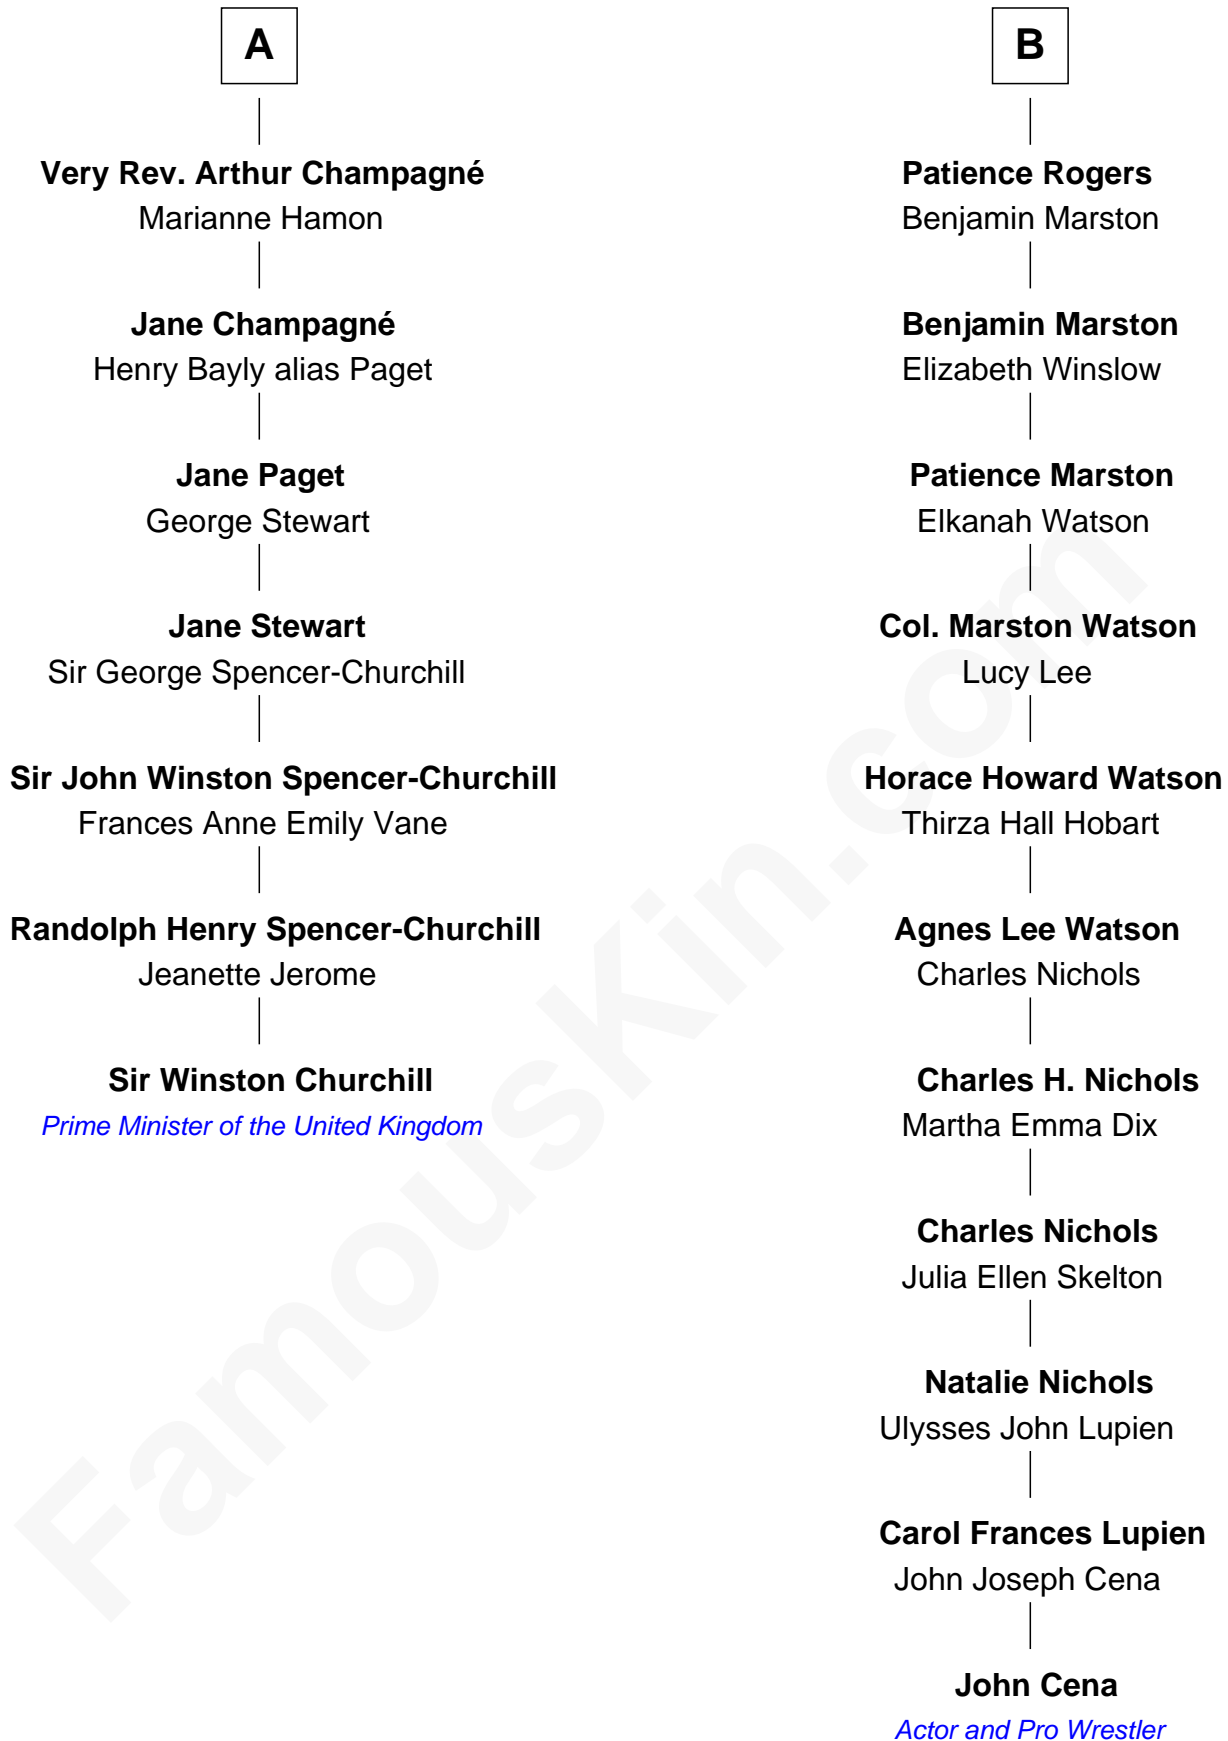 A
Very Rev. Arthur Champagné
Marianne Hamon
Jane Champagné
Henry Bayly alias Paget
Jane Paget
George Stewart
Jane Stewart
Sir George Spencer-Churchill
Sir John Winston Spencer-Churchill
Frances Anne Emily Vane
Randolph Henry Spencer-Churchill
Jeanette Jerome
Sir Winston Churchill
Prime Minister of the United Kingdom
B
Patience Rogers
Benjamin Marston
Benjamin Marston
Elizabeth Winslow
Patience Marston
Elkanah Watson
Col. Marston Watson
Lucy Lee
Horace Howard Watson
Thirza Hall Hobart
Agnes Lee Watson
Charles Nichols
Charles H. Nichols
Martha Emma Dix
Charles Nichols
Julia Ellen Skelton
Natalie Nichols
Ulysses John Lupien
Carol Frances Lupien
John Joseph Cena
John Cena
Actor and Pro Wrestler
FamousKin.com